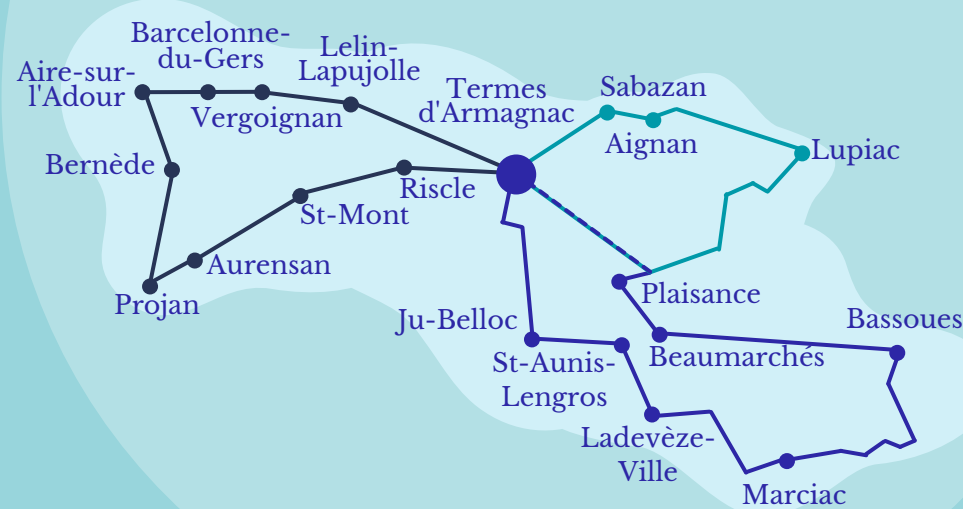 Barcelonne-
du-Gers
Lelin-
Lapujolle
Aire-sur-
l'Adour
Vergoignan
Termes
d'Armagnac
Sabazan
Aignan
Lupiac
Bernède
Riscle
St-Mont
Aurensan
Projan
Plaisance
Ju-Belloc
Bassoues
St-Aunis-
Lengros
Beaumarchés
Ladevèze-
Ville
Marciac